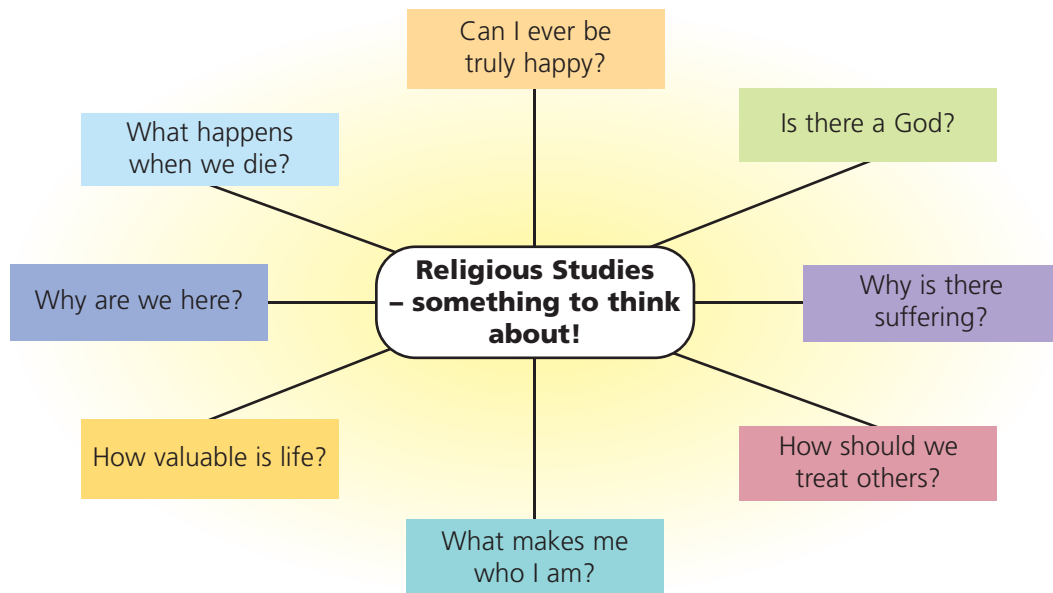 Can I ever be
truly happy?
Is there a God?
What happens
when we die?
Religious Studies
– something to think
about!
Why are we here?
Why is there
suffering?
How valuable is life?
How should we
treat others?
What makes me
who I am?